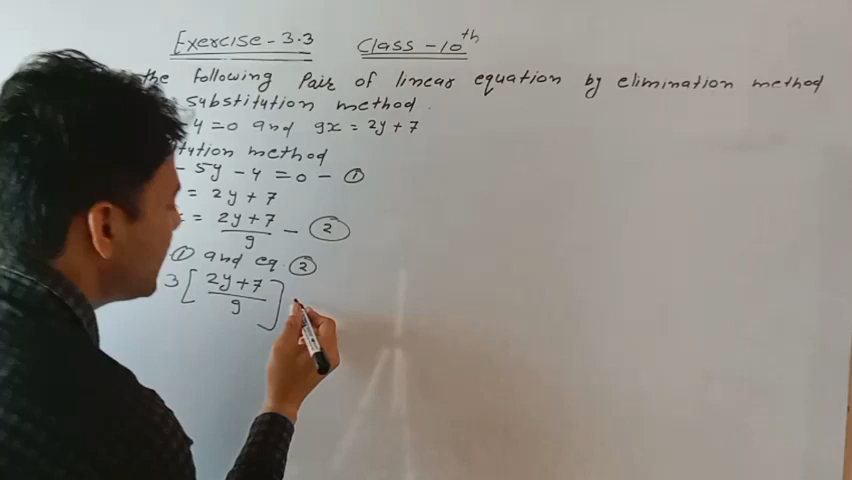 Exercise - 3.3 Class - 10th
the following Pair of linear equation by elimination method
substitution method.
4 = 0 and 9x = 2y + 7
tution method
- 5y - 4 = 0 - ①
= 2y + 7
= 2y + 7 / 9 - ②
① and eq. ②
3 [ 2y + 7 / 9 ]